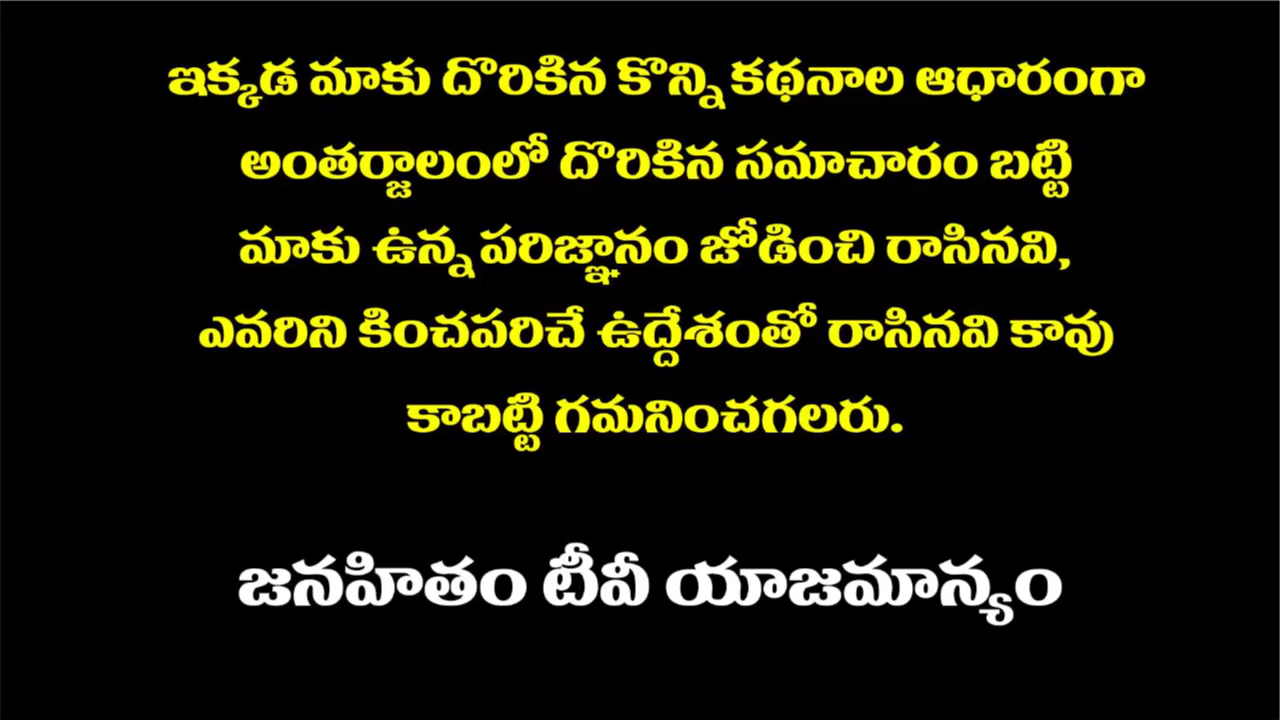 ఇక్కడ మాకు దొరికిన కొన్ని కథనాల ఆధారంగా
అంతర్జాలంలో దొరికిన సమాచారం బట్టి
మాకు ఉన్న పరిజ్ఞానం జోడించి రాసినవి,
ఎవరిని కించపరిచే ఉద్దేశంతో రాసినవి కావు
కాబట్టి గమనించగలరు.
జనహితం టీవీ యాజమాన్యం